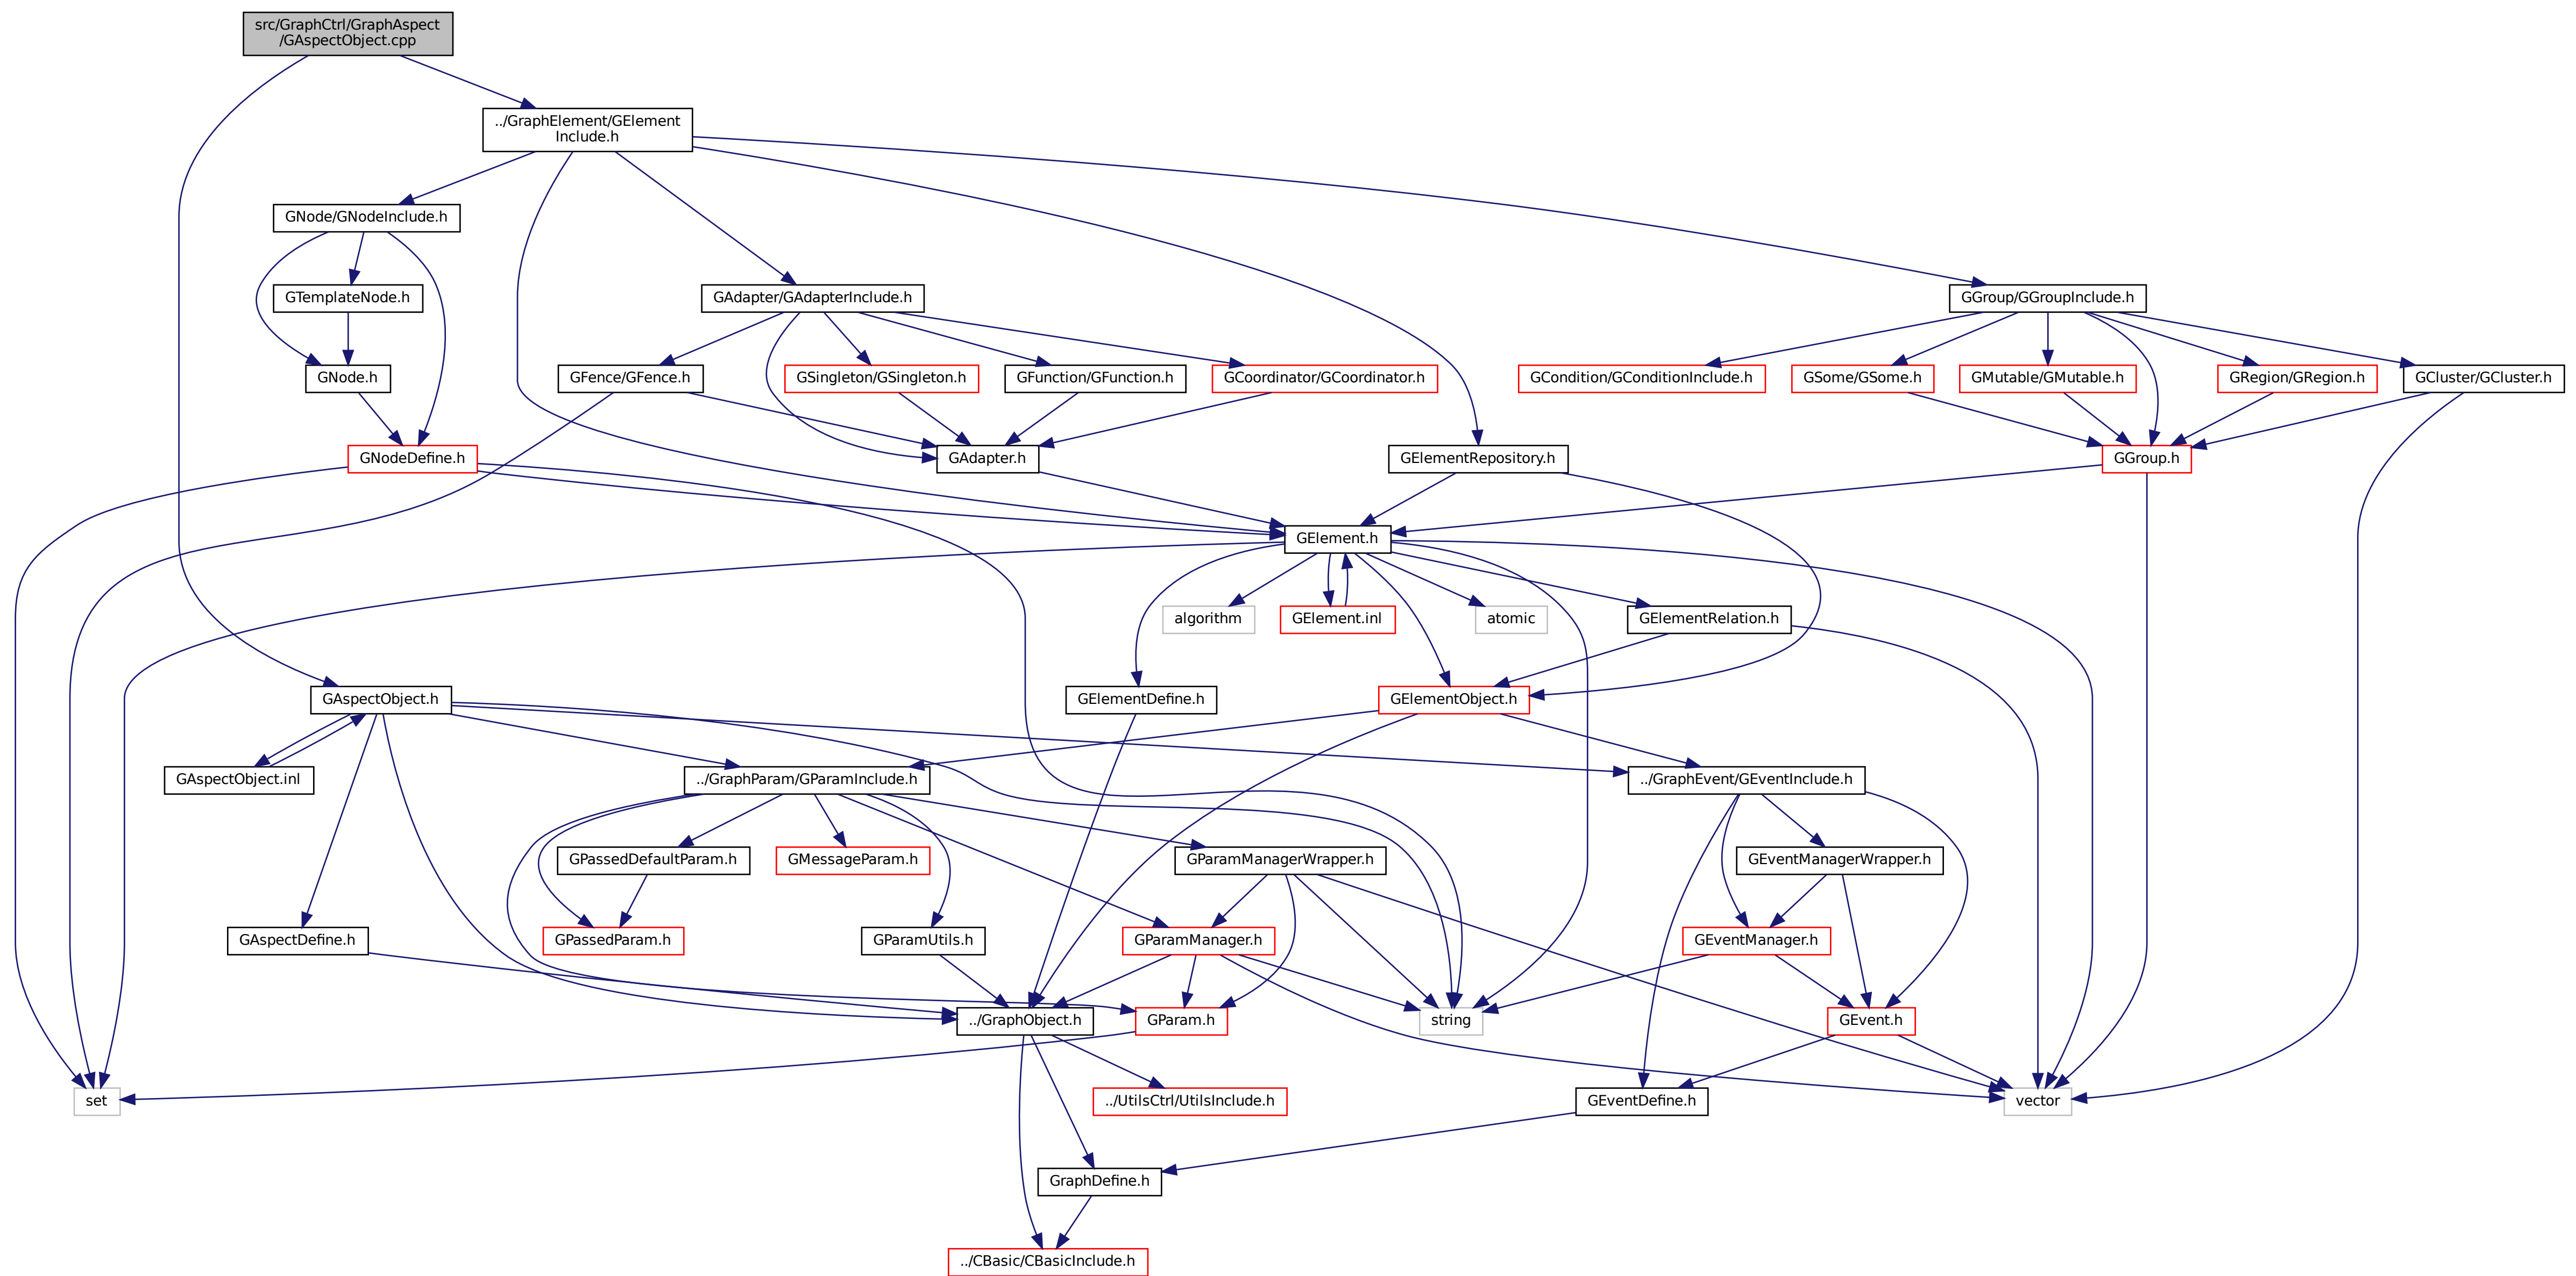 src/GraphCtrl/GraphAspect
/GAspectObject.cpp
../GraphElement/GElement
Include.h
GNode/GNodeInclude.h
GTemplateNode.h
GAdapter/GAdapterInclude.h
GGroup/GGroupInclude.h
GNode.h
GFence/GFence.h
GSingleton/GSingleton.h
GFunction/GFunction.h
GCoordinator/GCoordinator.h
GCondition/GConditionInclude.h
GSome/GSome.h
GMutable/GMutable.h
GRegion/GRegion.h
GCluster/GCluster.h
GNodeDefine.h
GAdapter.h
GElementRepository.h
GGroup.h
GElement.h
algorithm
GElement.inl
atomic
GElementRelation.h
GAspectObject.h
GElementDefine.h
GElementObject.h
GAspectObject.inl
../GraphParam/GParamInclude.h
../GraphEvent/GEventInclude.h
GPassedDefaultParam.h
GMessageParam.h
GParamManagerWrapper.h
GEventManagerWrapper.h
GAspectDefine.h
GPassedParam.h
GParamUtils.h
GParamManager.h
GEventManager.h
../GraphObject.h
GParam.h
string
GEvent.h
set
../UtilsCtrl/UtilsInclude.h
GEventDefine.h
vector
GraphDefine.h
../CBasic/CBasicInclude.h